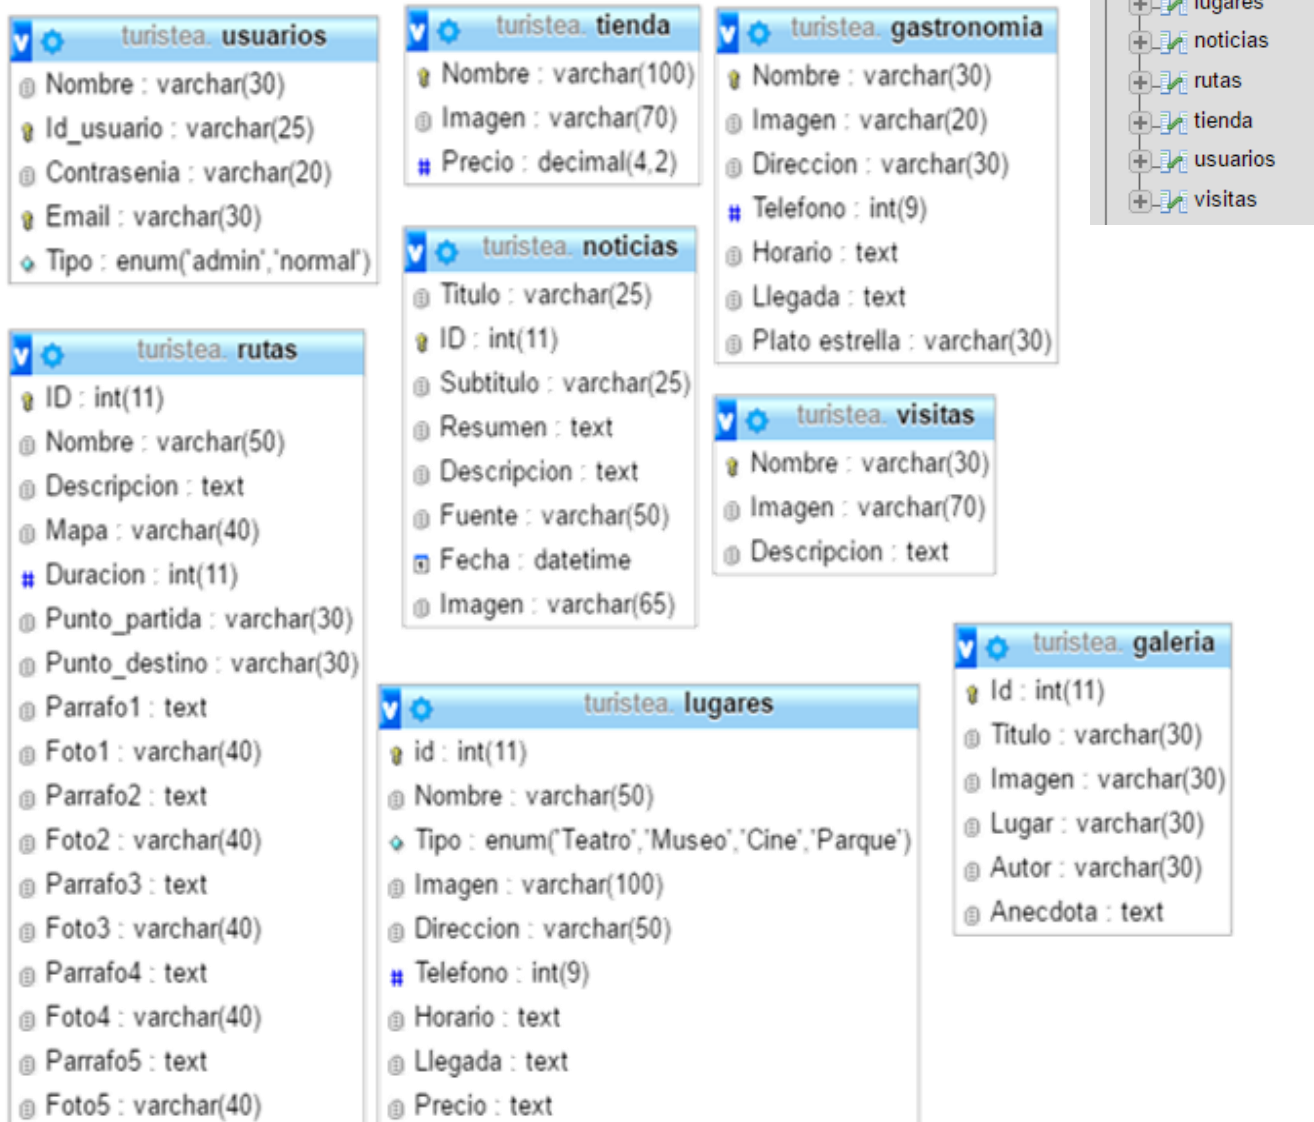 turistea. usuarios
Nombre : varchar(30)
Id_usuario : varchar(25)
Contrasenia : varchar(20)
Email : varchar(30)
Tipo : enum('admin','normal')
turistea. tienda
Nombre : varchar(100)
Imagen : varchar(70)
Precio : decimal(4,2)
turistea. gastronomia
Nombre : varchar(30)
Imagen : varchar(20)
Direccion : varchar(30)
Telefono : int(9)
Horario : text
Llegada : text
Plato estrella : varchar(30)
lugares
noticias
rutas
tienda
usuarios
visitas
turistea. noticias
Titulo : varchar(25)
ID : int(11)
Subtitulo : varchar(25)
Resumen : text
Descripcion : text
Fuente : varchar(50)
Fecha : datetime
Imagen : varchar(65)
turistea. rutas
ID : int(11)
Nombre : varchar(50)
Descripcion : text
Mapa : varchar(40)
Duracion : int(11)
Punto_partida : varchar(30)
Punto_destino : varchar(30)
Parrafo1 : text
Foto1 : varchar(40)
Parrafo2 : text
Foto2 : varchar(40)
Parrafo3 : text
Foto3 : varchar(40)
Parrafo4 : text
Foto4 : varchar(40)
Parrafo5 : text
Foto5 : varchar(40)
turistea. visitas
Nombre : varchar(30)
Imagen : varchar(70)
Descripcion : text
turistea. lugares
id : int(11)
Nombre : varchar(50)
Tipo : enum('Teatro','Museo','Cine','Parque')
Imagen : varchar(100)
Direccion : varchar(50)
Telefono : int(9)
Horario : text
Llegada : text
Precio : text
turistea. galeria
Id : int(11)
Titulo : varchar(30)
Imagen : varchar(30)
Lugar : varchar(30)
Autor : varchar(30)
Anecdota : text